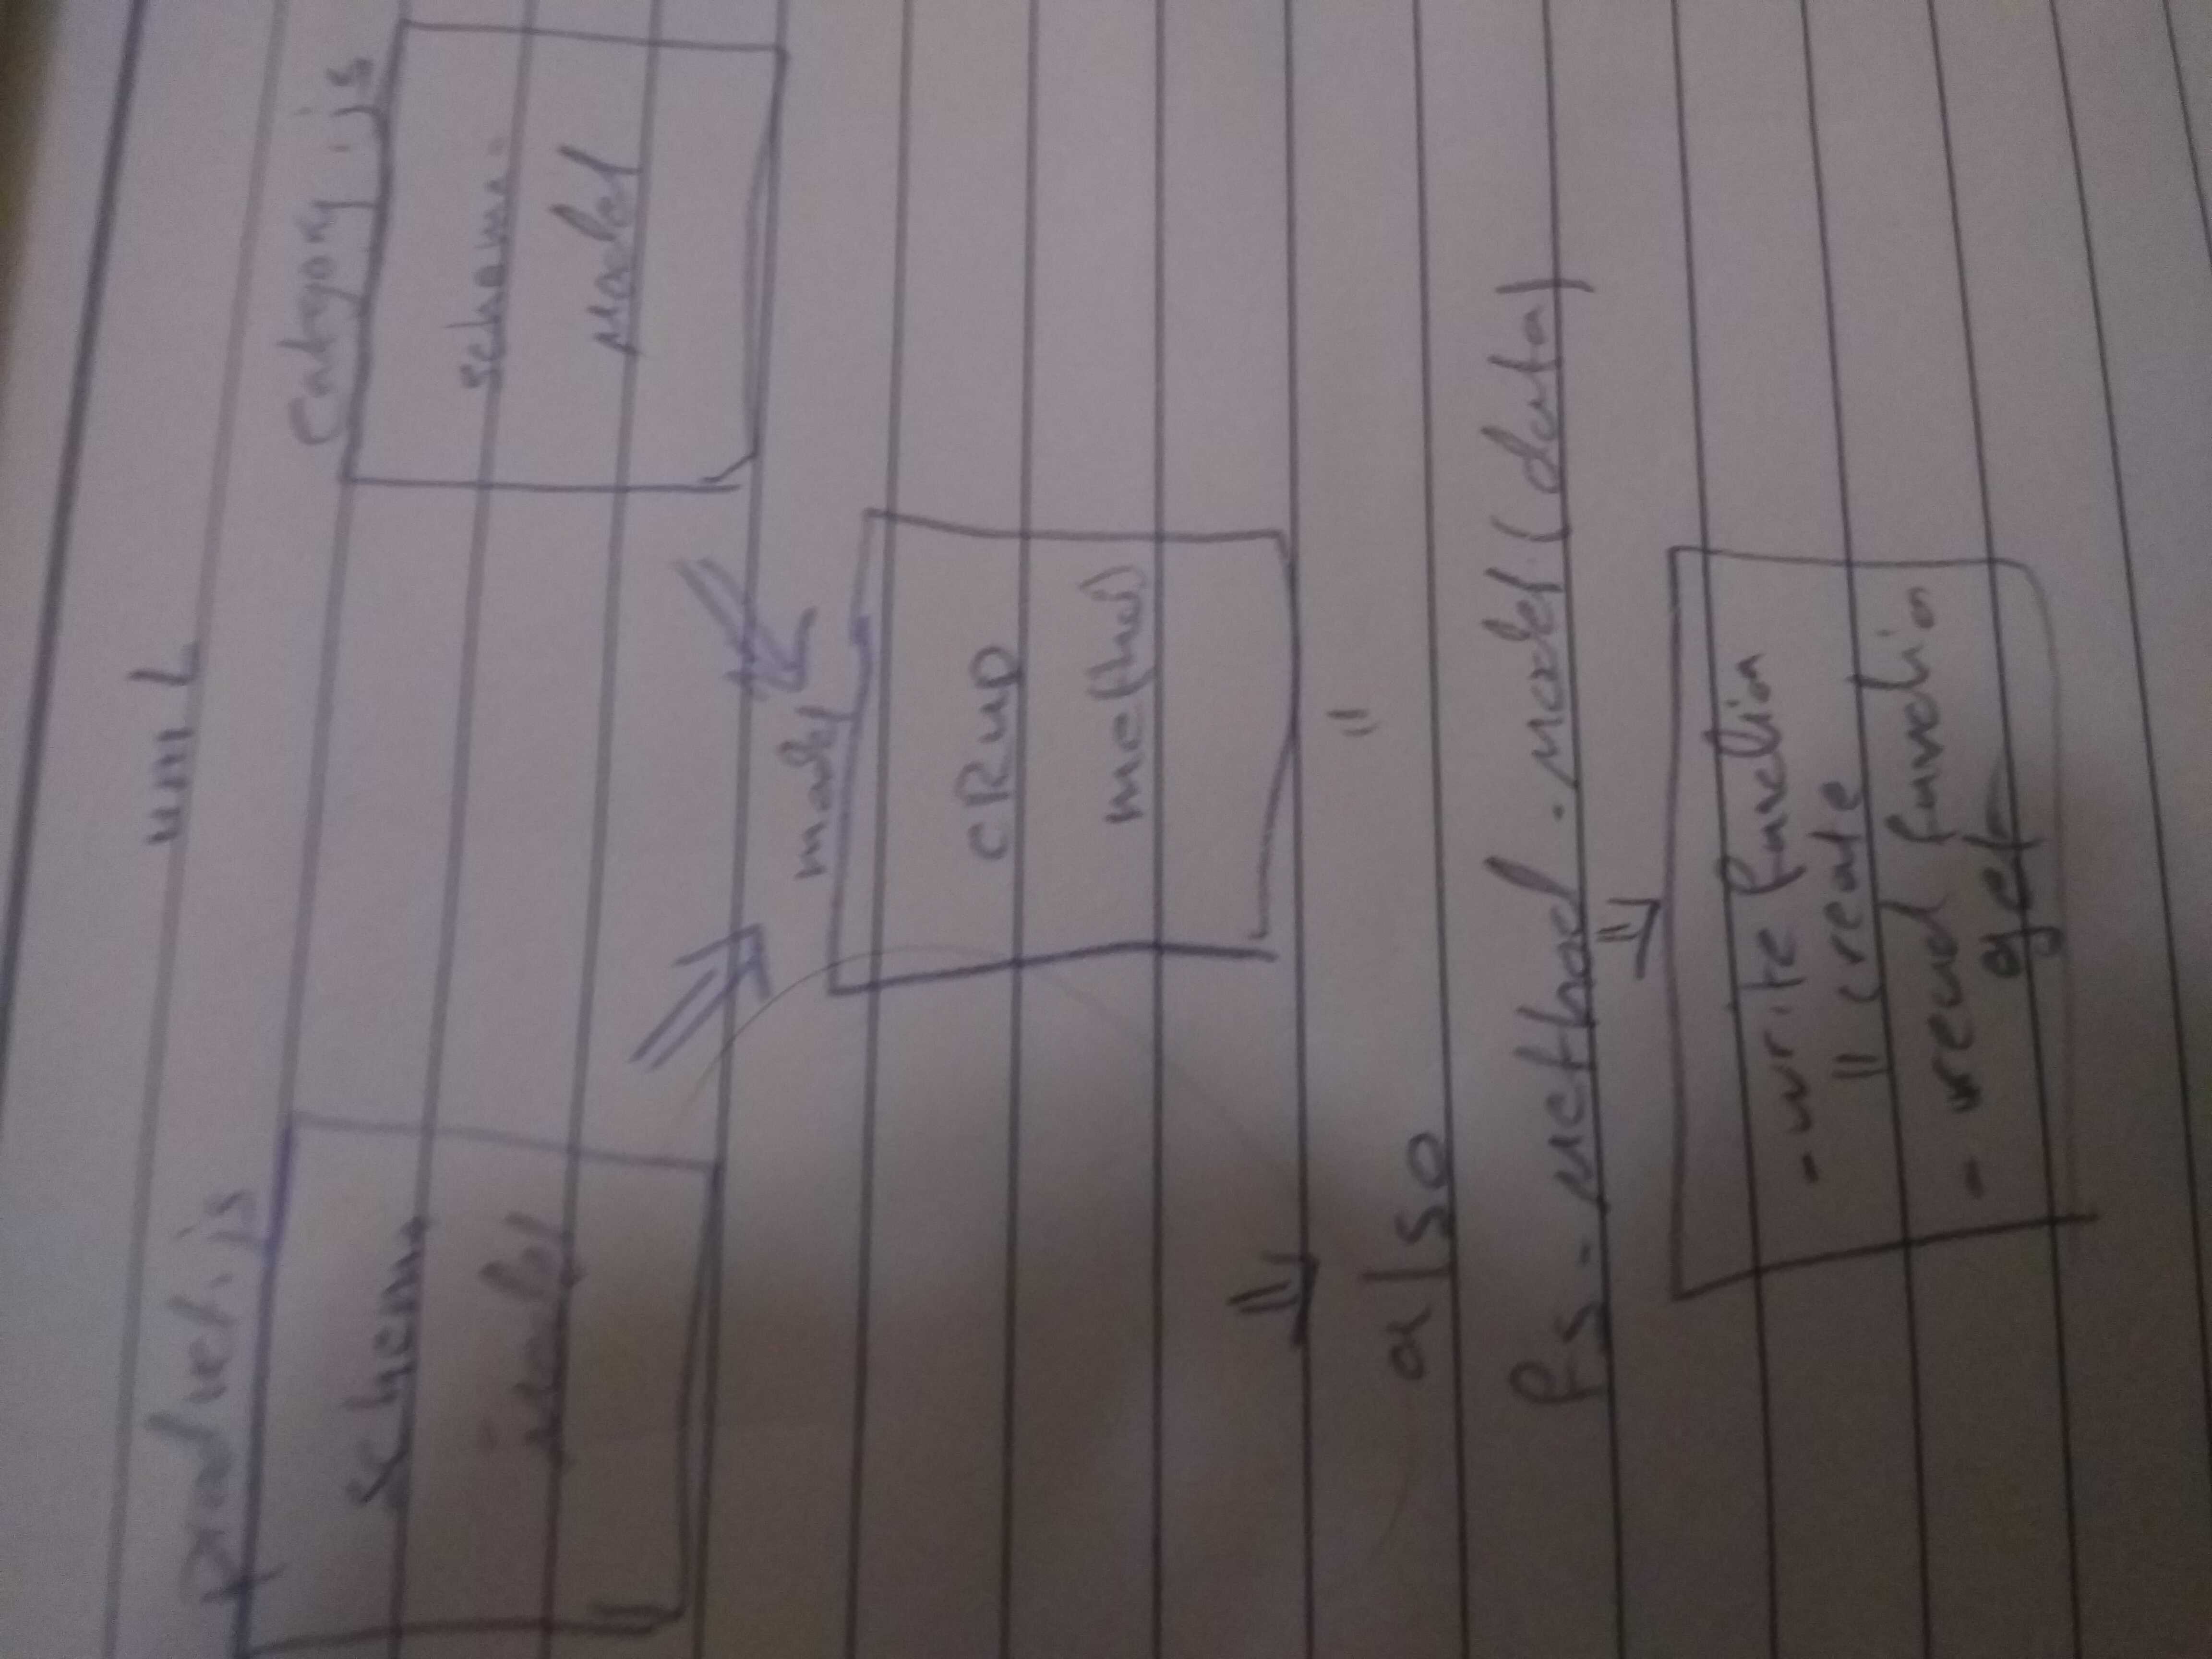 UML
product.js
category.js
schema
model
schema
model
model
CRUD
method
"
also
fs-method.model(data)
- write function
" create
- read function
get